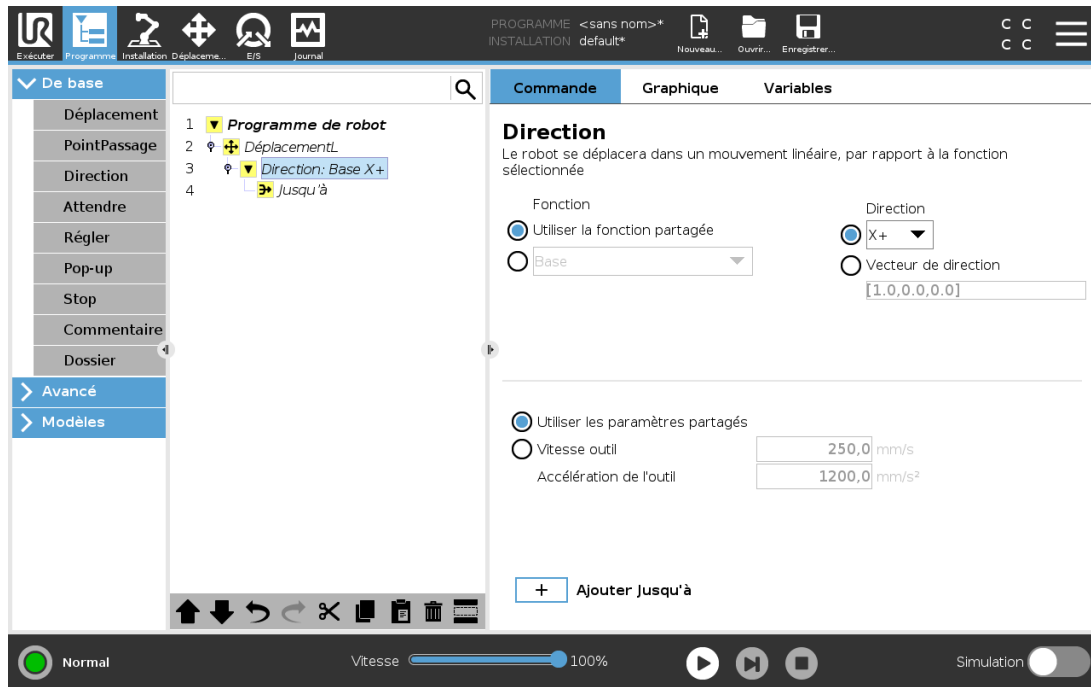 PROGRAMME <sans nom>*
INSTALLATION default*
Exécuter Programme Installation Déplaceme... E/S Journal
Nouveau... Ouvrir... Enregistrer...
C C
C C
De base
Déplacement
PointPassage
Direction
Attendre
Régler
Pop-up
Stop
Commentaire
Dossier
Avancé
Modèles
1 Programme de robot
2 DéplacementL
3 Direction: Base X+
4 Jusqu'à
Commande Graphique Variables
Direction
Le robot se déplacera dans un mouvement linéaire, par rapport à la fonction
sélectionnée
Fonction
Utiliser la fonction partagée
Base
Direction
X+
Vecteur de direction
[1.0,0.0,0.0]
Utiliser les paramètres partagés
Vitesse outil 250,0 mm/s
Accélération de l'outil 1200,0 mm/s²
+ Ajouter Jusqu'à
Normal
Vitesse 100%
Simulation